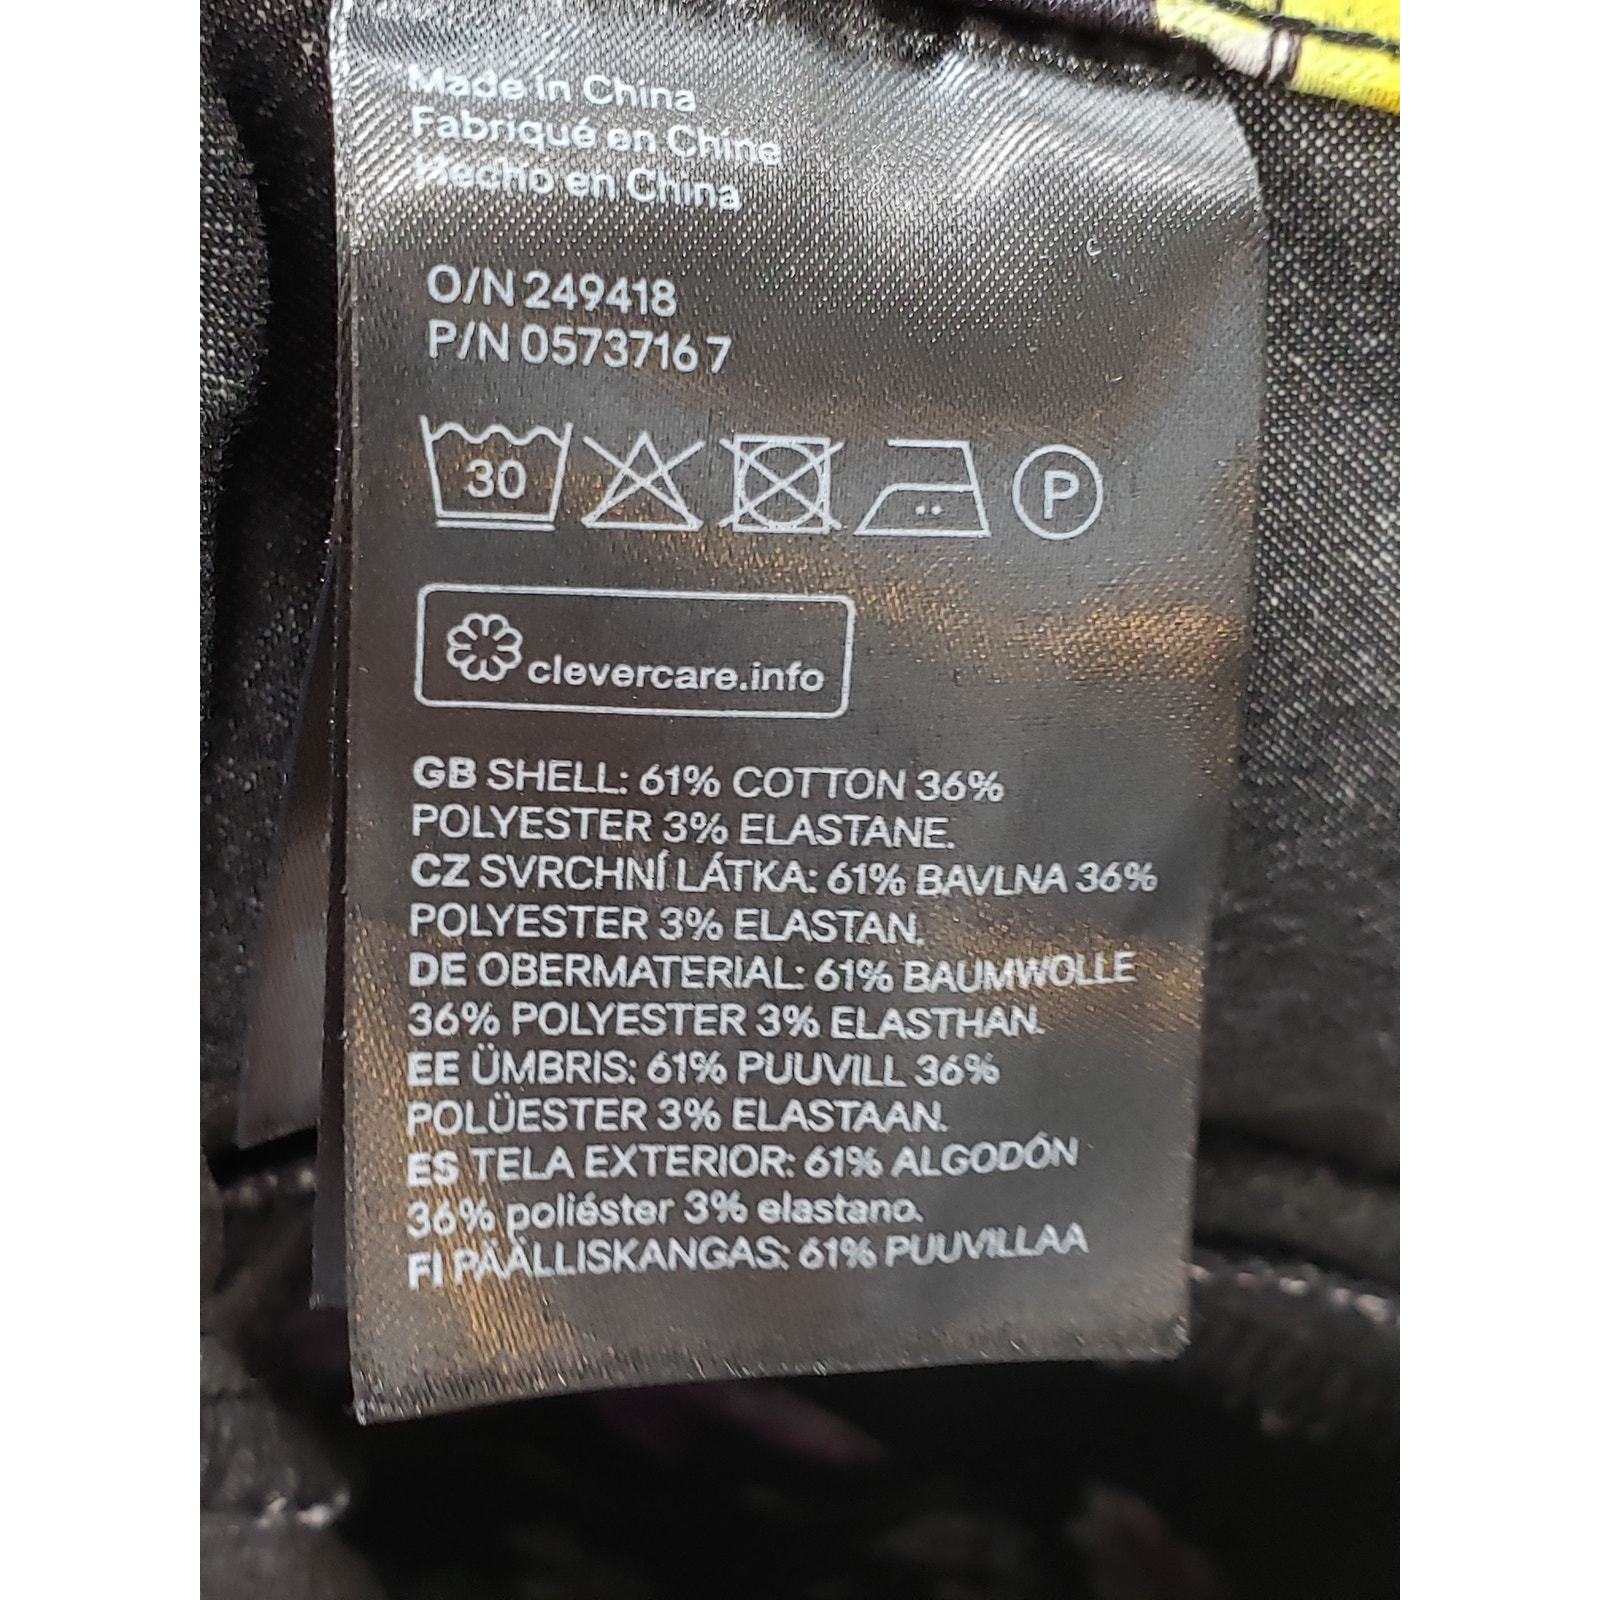 Made in China
Fabriqué en Chine
Hecho en China
O/N 249418
P/N 0573716 7
30
P
clevercare.info
GB SHELL: 61% COTTON 36%
POLYESTER 3% ELASTANE.
CZ SVRCHNÍ LÁTKA: 61% BAVLNA 36%
POLYESTER 3% ELASTAN.
DE OBERMATERIAL: 61% BAUMWOLLE
36% POLYESTER 3% ELASTHAN.
EE ÜMBRIS: 61% PUUVILL 36%
POLÜESTER 3% ELASTAAN.
ES TELA EXTERIOR: 61% ALGODÓN
36% poliéster 3% elastano.
FI PÄÄLLISKANGAS: 61% PUUVILLAA